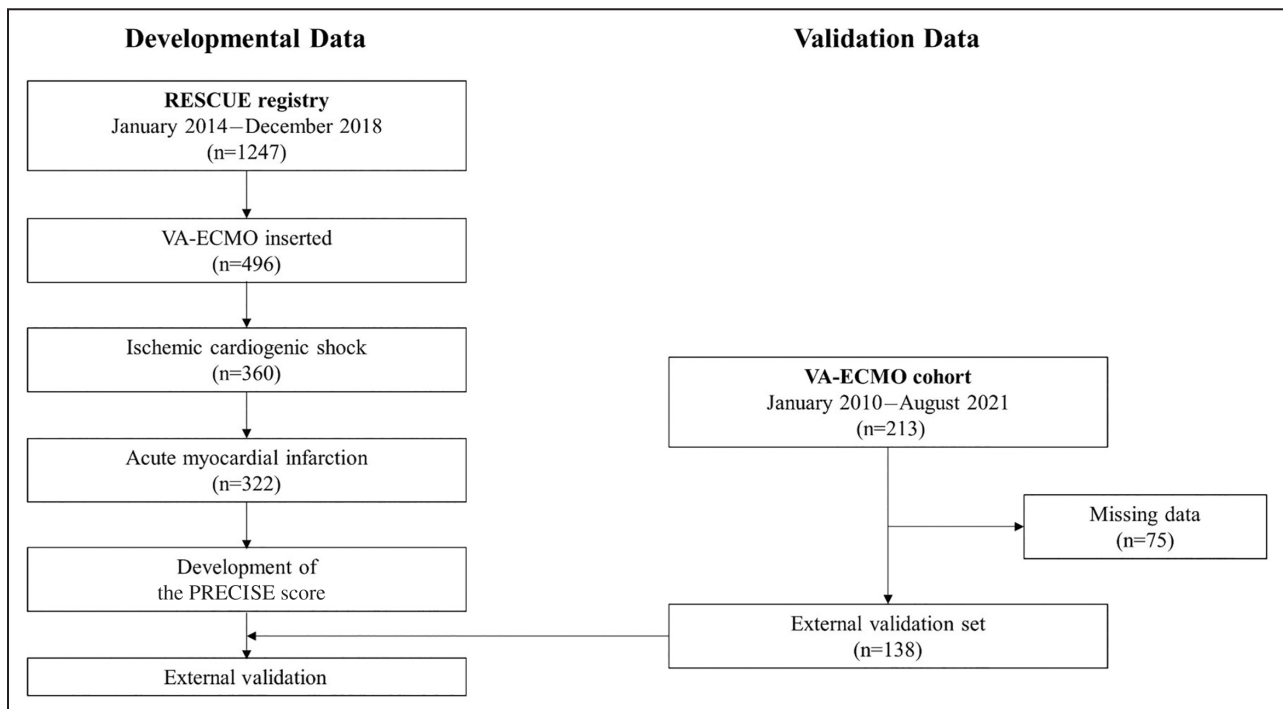 Developmental Data
RESCUE registry
January 2014–December 2018
(n=1247)
VA-ECMO inserted
(n=496)
Ischemic cardiogenic shock
(n=360)
Acute myocardial infarction
(n=322)
Development of
the PRECISE score
External validation
Validation Data
VA-ECMO cohort
January 2010–August 2021
(n=213)
Missing data
(n=75)
External validation set
(n=138)